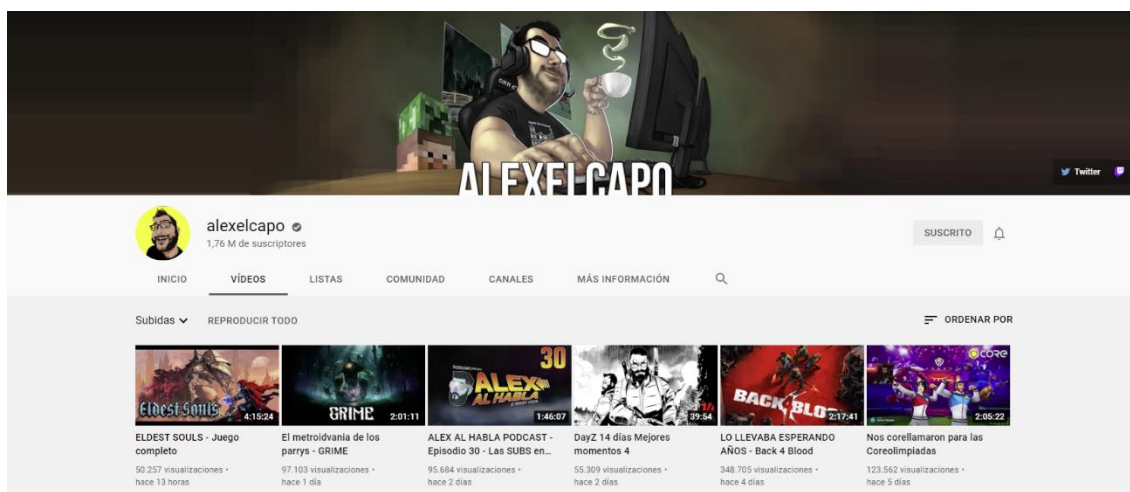 ALEXELCAPO
Twitter
alexelcapo
1,76 M de suscriptores
SUSCRITO
INICIO VÍDEOS LISTAS COMUNIDAD CANALES MÁS INFORMACIÓN
Subidas REPRODUCIR TODO ORDENAR POR
Eldest Souls 4:15:24
GRIME 2:01:11
30
ALEX
AL HABLA
1:46:07
39:54
BACK BLO 2:17:41
CORE
2:05:22
ELDEST SOULS - Juego
completo
50.257 visualizaciones •
hace 13 horas
El metroidvania de los
parrys - GRIME
97.103 visualizaciones •
hace 1 día
ALEX AL HABLA PODCAST -
Episodio 30 - Las SUBS en...
95.684 visualizaciones •
hace 2 días
DayZ 14 días Mejores
momentos 4
55.309 visualizaciones •
hace 2 días
LO LLEVABA ESPERANDO
AÑOS - Back 4 Blood
348.705 visualizaciones •
hace 4 días
Nos corellamaron para las
Coreolimpiadas
123.562 visualizaciones •
hace 5 días